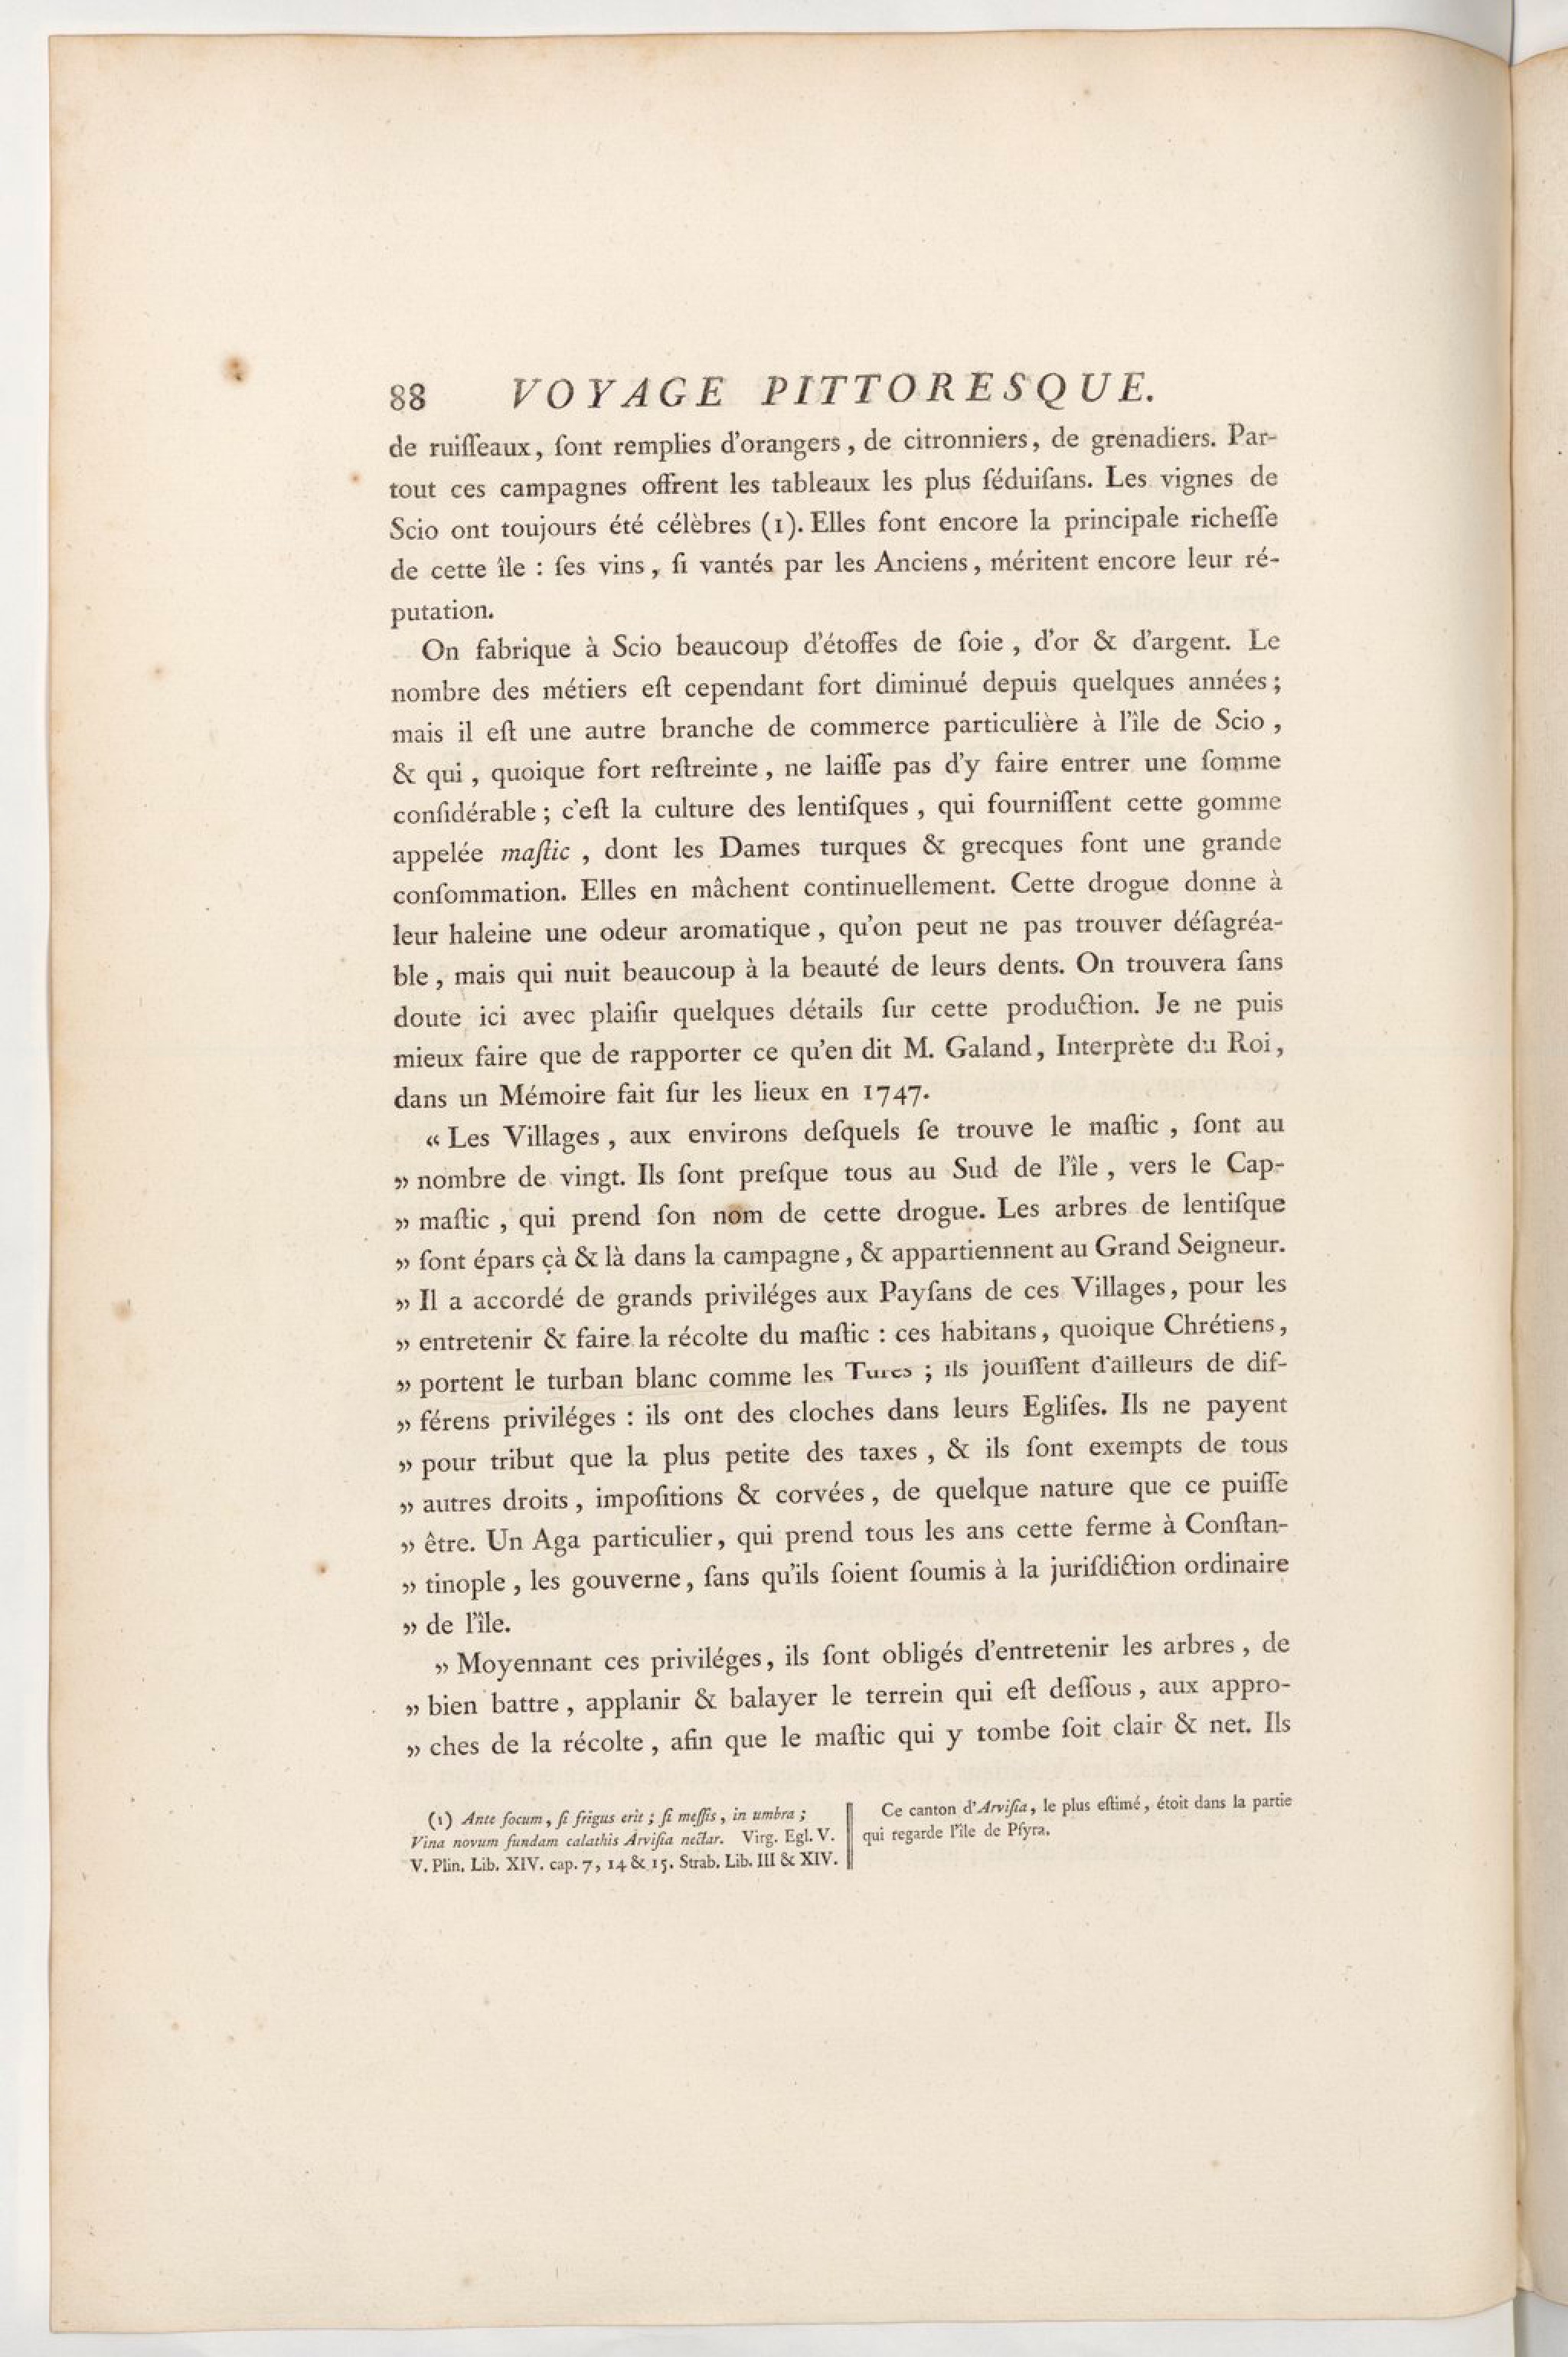 88 VOYAGE PITTORESQUE.
de ruiſſeaux, ſont remplies d'orangers, de citronniers, de grenadiers. Par-
tout ces campagnes offrent les tableaux les plus ſéduiſans. Les vignes de
Scio ont toujours été célèbres (1). Elles font encore la principale richeſſe
de cette île : ſes vins, ſi vantés par les Anciens, méritent encore leur ré-
putation.
On fabrique à Scio beaucoup d'étoffes de ſoie, d'or & d'argent. Le
nombre des métiers eſt cependant fort diminué depuis quelques années;
mais il eſt une autre branche de commerce particulière à l'île de Scio,
& qui, quoique fort reſtreinte, ne laiſſe pas d'y faire entrer une ſomme
conſidérable; c'eſt la culture des lentiſques, qui fourniſſent cette gomme
appelée maſtic, dont les Dames turques & grecques font une grande
conſommation. Elles en mâchent continuellement. Cette drogue donne à
leur haleine une odeur aromatique, qu'on peut ne pas trouver déſagréa-
ble, mais qui nuit beaucoup à la beauté de leurs dents. On trouvera ſans
doute ici avec plaiſir quelques détails ſur cette production. Je ne puis
mieux faire que de rapporter ce qu'en dit M. Galand, Interprète du Roi,
dans un Mémoire fait ſur les lieux en 1747.
« Les Villages, aux environs deſquels ſe trouve le maſtic, ſont au
» nombre de vingt. Ils ſont preſque tous au Sud de l'île, vers le Cap-
» maſtic, qui prend ſon nom de cette drogue. Les arbres de lentiſque
» ſont épars çà & là dans la campagne, & appartiennent au Grand Seigneur.
» Il a accordé de grands priviléges aux Payſans de ces Villages, pour les
» entretenir & faire la récolte du maſtic : ces habitans, quoique Chrétiens,
» portent le turban blanc comme les Turcs ; ils jouiſſent d'ailleurs de dif-
» férens priviléges : ils ont des cloches dans leurs Egliſes. Ils ne payent
» pour tribut que la plus petite des taxes, & ils ſont exempts de tous
» autres droits, impoſitions & corvées, de quelque nature que ce puiſſe
» être. Un Aga particulier, qui prend tous les ans cette ferme à Conſtan-
» tinople, les gouverne, ſans qu'ils ſoient ſoumis à la juriſdiction ordinaire
» de l'île.
» Moyennant ces priviléges, ils ſont obligés d'entretenir les arbres, de
» bien battre, applanir & balayer le terrein qui eſt deſſous, aux appro-
» ches de la récolte, afin que le maſtic qui y tombe ſoit clair & net. Ils
(1) Ante focum, ſi frigus erit ; ſi meſſis, in umbra ;
Vina novum fundam calathis Arviſia nectar. Virg. Egl. V.
V. Plin. Lib. XIV. cap. 7, 14 & 15. Strab. Lib. III & XIV.
Ce canton d'Arviſia, le plus eſtimé, étoit dans la partie
qui regarde l'île de Pſyra.